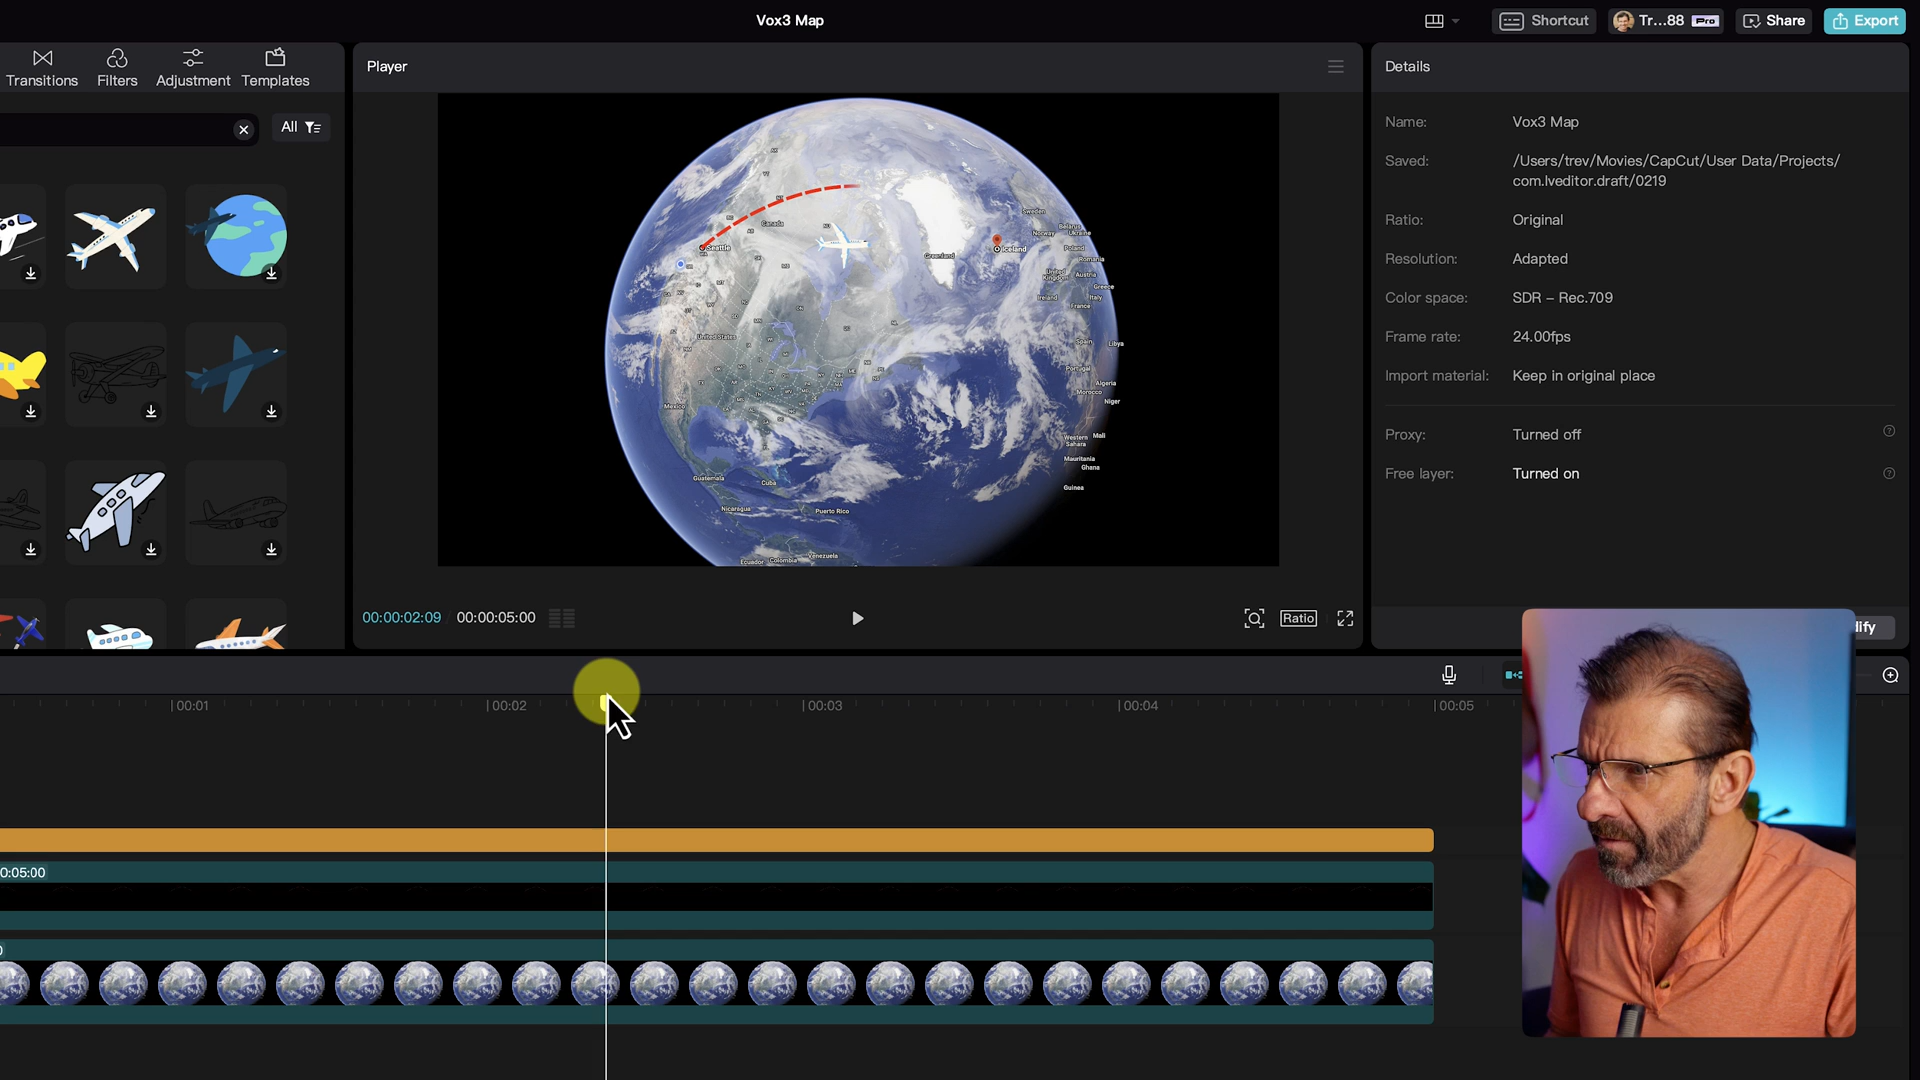 Vox3 Map
Shortcut
Tr...88 Pro
Share
Export
Transitions
Filters
Adjustment
Templates
Player
Details
All
Name: Vox3 Map
Saved: /Users/trev/Movies/CapCut/User Data/Projects/
com.lveditor.draft/0219
Ratio: Original
Resolution: Adapted
Color space: SDR – Rec.709
Frame rate: 24.00fps
Import material: Keep in original place
Proxy: Turned off
Free layer: Turned on
Seattle
Canada
Greenland
Iceland
Sweden
Norway
Belarus
Ukraine
Poland
Romania
United Kingdom
Austria
Greece
Ireland
Italy
France
United States
Spain
Libya
Portugal
Algeria
Morocco
Niger
Mexico
Western Sahara
Mali
Mauritania
Ghana
Guinea
Guatemala
Cuba
Nicaragua
Puerto Rico
Ecuador
Colombia
Venezuela
00:00:02:09
00:00:05:00
Ratio
dify
00:01
00:02
00:03
00:04
00:05
0:05:00